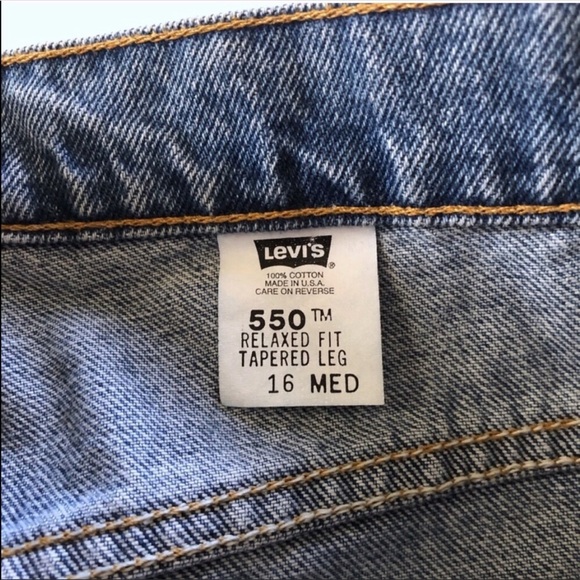 LEVI'S ®
100% COTTON
MADE IN U.S.A.
CARE ON REVERSE
550™
RELAXED FIT
TAPERED LEG
16 MED